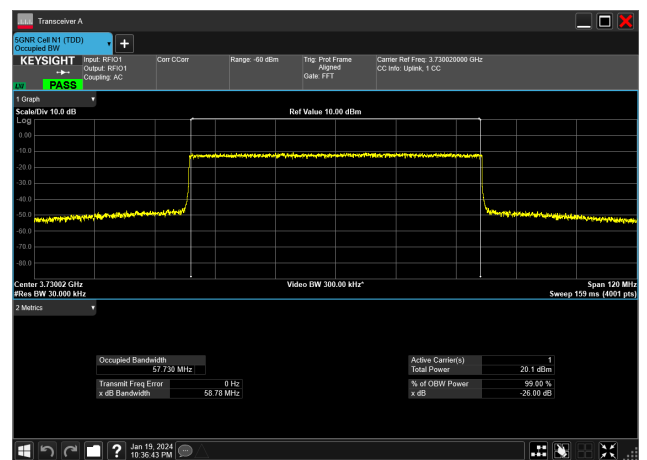 Transceiver A
5GNR Cell N1 (TDD)
Occupied BW
KEYSIGHT
LV
PASS
Input: RFIO1
Output: RFIO1
Coupling: AC
Corr CCorr
Range: -60 dBm
Trig: Prot Frame
Aligned
Gate: FFT
Carrier Ref Freq: 3.730020000 GHz
CC Info: Uplink, 1 CC
1 Graph
Scale/Div 10.0 dB
Ref Value 10.00 dBm
Log
0.00
-10.0
-20.0
-30.0
-40.0
-50.0
-60.0
-70.0
-80.0
Center 3.73002 GHz
Video BW 300.00 kHz*
Span 120 MHz
#Res BW 30.000 kHz
Sweep 159 ms (4001 pts)
2 Metrics
Occupied Bandwidth
57.730 MHz
Transmit Freq Error 0 Hz
x dB Bandwidth 58.78 MHz
Active Carrier(s) 1
Total Power 20.1 dBm
% of OBW Power 99.00 %
x dB -26.00 dB
?
Jan 19, 2024
10:36:43 PM